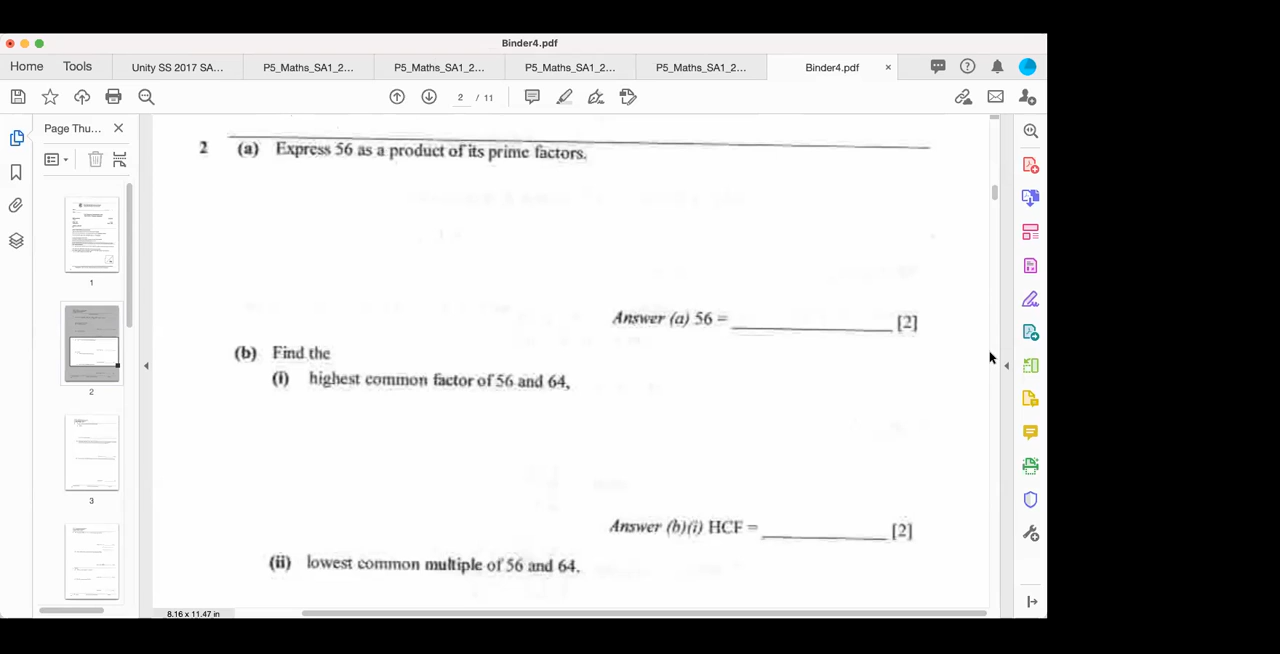 Binder4.pdf
Home Tools Unity SS 2017 SA... P5_Maths_SA1_2... P5_Maths_SA1_2... P5_Maths_SA1_2... P5_Maths_SA1_2... Binder4.pdf ×
2 / 11
Page Thu...
1
2
3
2 (a) Express 56 as a product of its prime factors.
Answer (a) 56 = ____________ [2]
(b) Find the
(i) highest common factor of 56 and 64,
Answer (b)(i) HCF = ____________ [2]
(ii) lowest common multiple of 56 and 64.
8.16 x 11.47 in